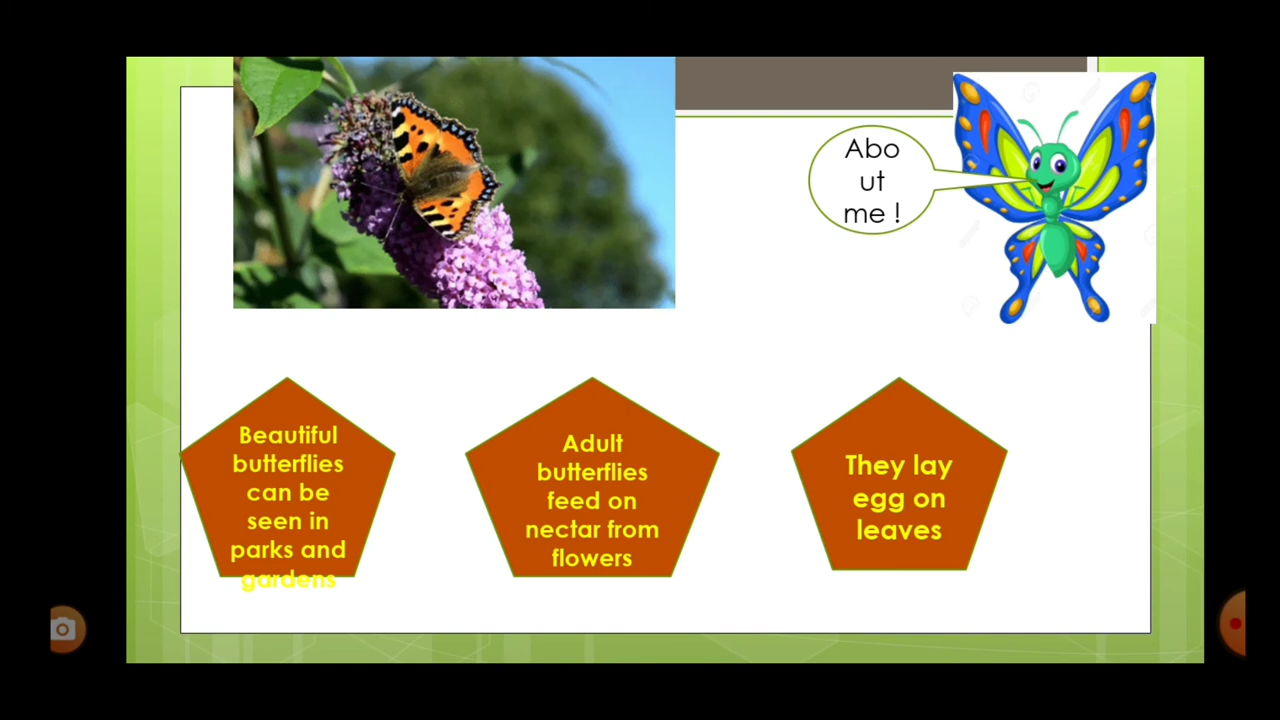 Abo
ut
me !
Beautiful
butterflies
can be
seen in
parks and
gardens
Adult
butterflies
feed on
nectar from
flowers
They lay
egg on
leaves